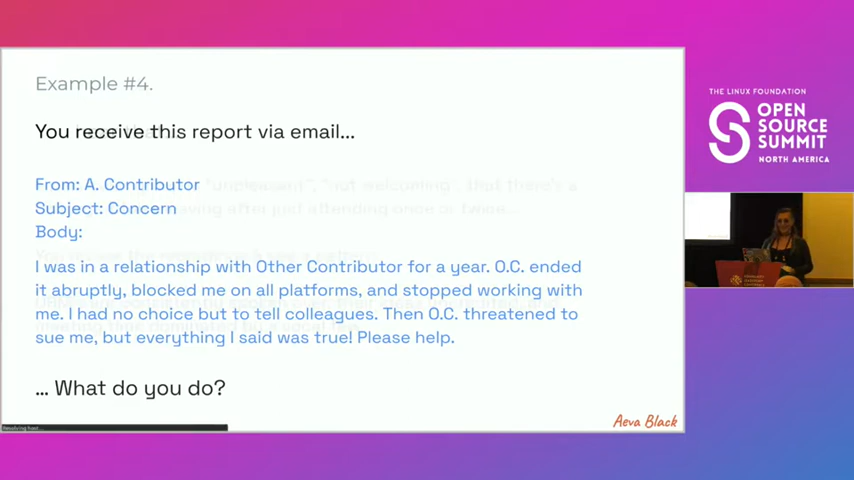 Example #4.
You receive this report via email...
From: A. Contributor
Subject: Concern
Body:
I was in a relationship with Other Contributor for a year. O.C. ended
it abruptly, blocked me on all platforms, and stopped working with
me. I had no choice but to tell colleagues. Then O.C. threatened to
sue me, but everything I said was true! Please help.
... What do you do?
Aeva Black
THE LINUX FOUNDATION
OPEN
SOURCE
SUMMIT
NORTH AMERICA